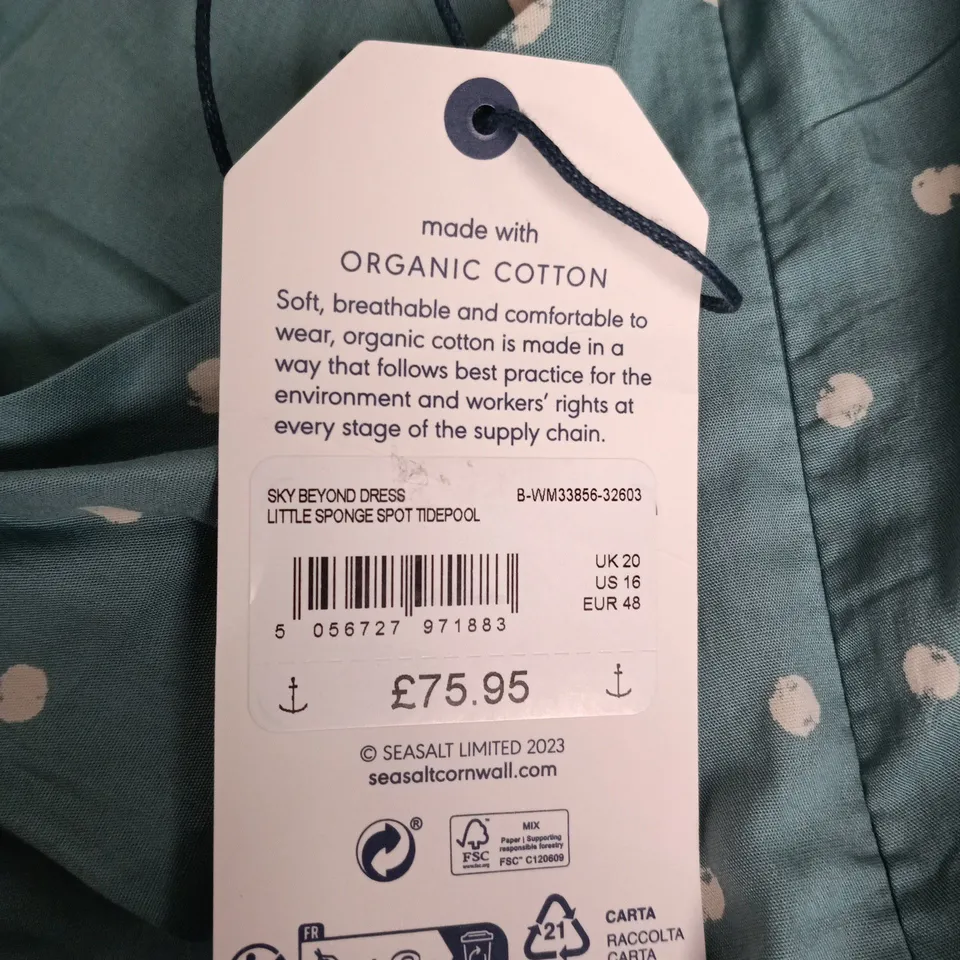 made with
ORGANIC COTTON
Soft, breathable and comfortable to
wear, organic cotton is made in a
way that follows best practice for the
environment and workers' rights at
every stage of the supply chain.
SKY BEYOND DRESS B-WM33856-32603
LITTLE SPONGE SPOT TIDEPOOL
UK 20
US 16
EUR 48
5 056727 971883
£75.95
© SEASALT LIMITED 2023
seasaltcornwall.com
®
FSC
www.fsc.org
MIX
Paper | Supporting
responsible forestry
FSC™ C120609
FR
21
CARTA
RACCOLTA
CARTA